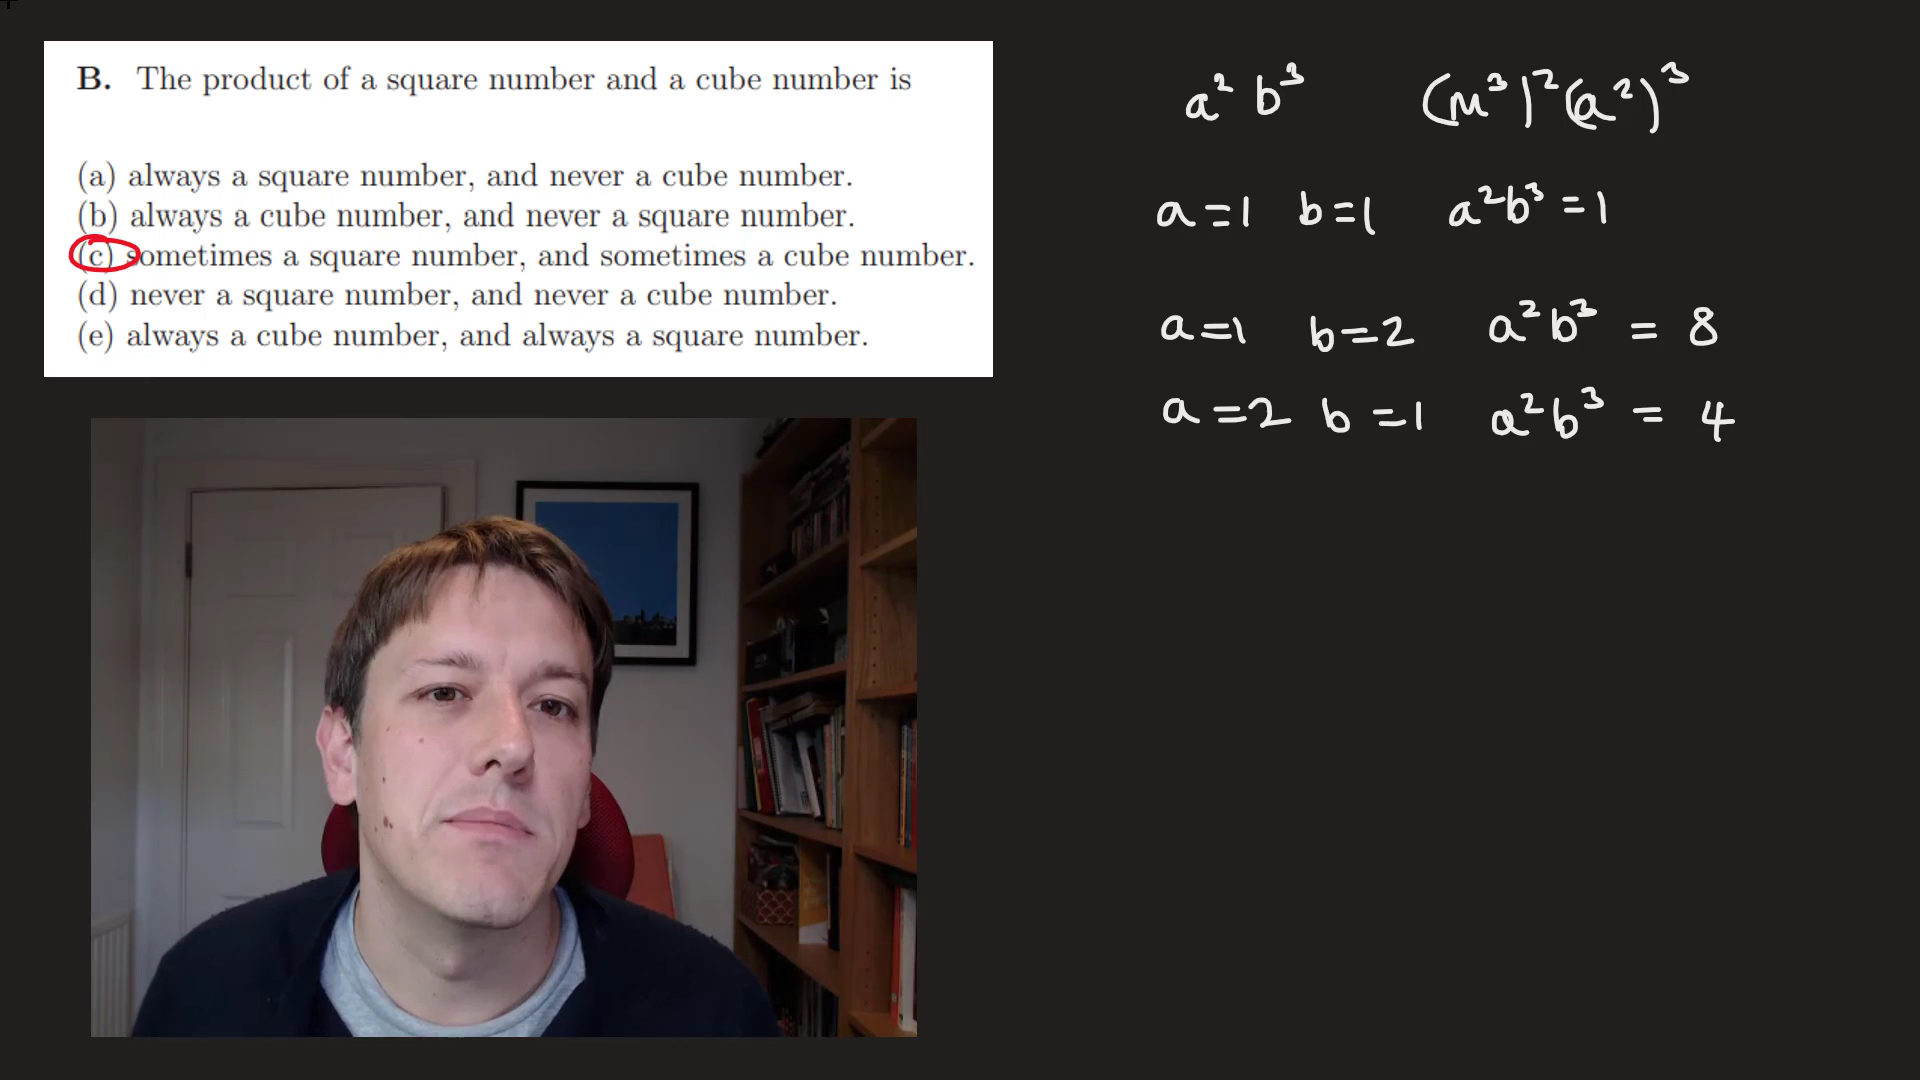 B. The product of a square number and a cube number is
(a) always a square number, and never a cube number.
(b) always a cube number, and never a square number.
(c) sometimes a square number, and sometimes a cube number.
(d) never a square number, and never a cube number.
(e) always a cube number, and always a square number.
a² b³ (m³)²(a²)³
a=1 b=1 a²b³=1
a=1 b=2 a²b³ = 8
a=2 b=1 a²b³ = 4